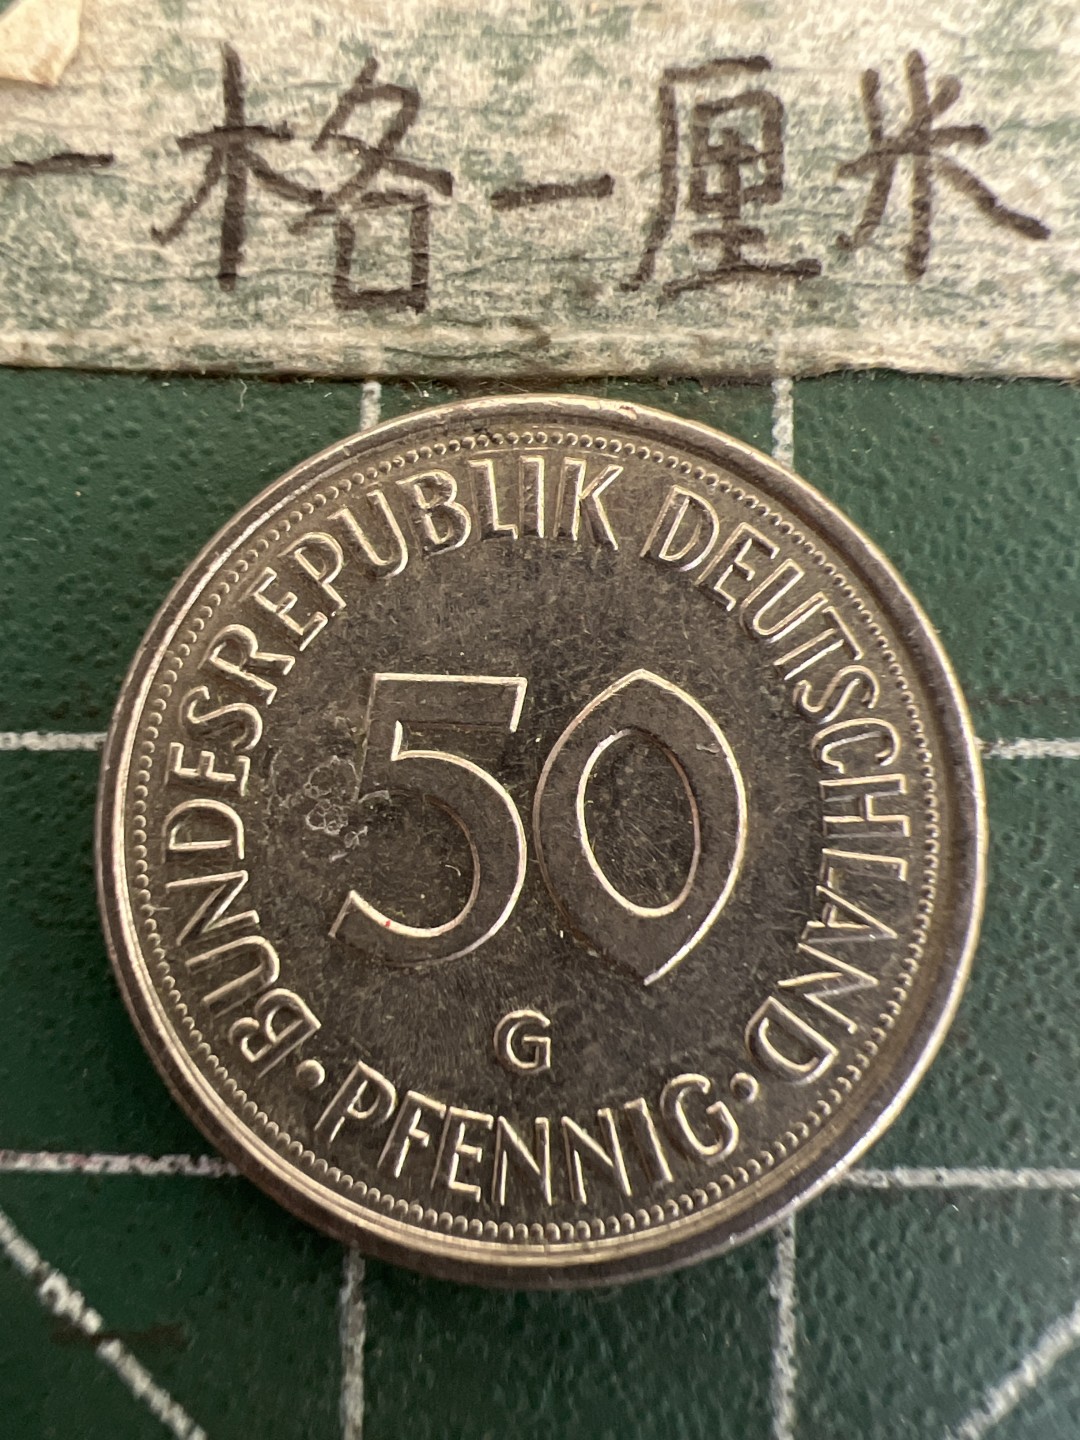 一格一厘米
BUNDESREPUBLIK DEUTSCHLAND
50
G
·PFENNIG·